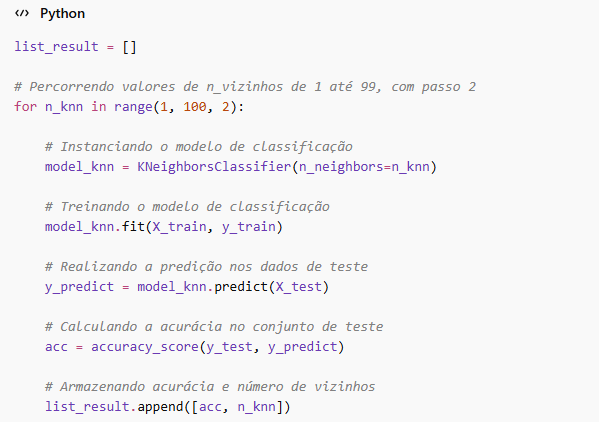 Python
list_result = []
# Percorrendo valores de n_vizinhos de 1 até 99, com passo 2
for n_knn in range(1, 100, 2):
# Instanciando o modelo de classificação
model_knn = KNeighborsClassifier(n_neighbors=n_knn)
# Treinando o modelo de classificação
model_knn.fit(X_train, y_train)
# Realizando a predição nos dados de teste
y_predict = model_knn.predict(X_test)
# Calculando a acurácia no conjunto de teste
acc = accuracy_score(y_test, y_predict)
# Armazenando acurácia e número de vizinhos
list_result.append([acc, n_knn])